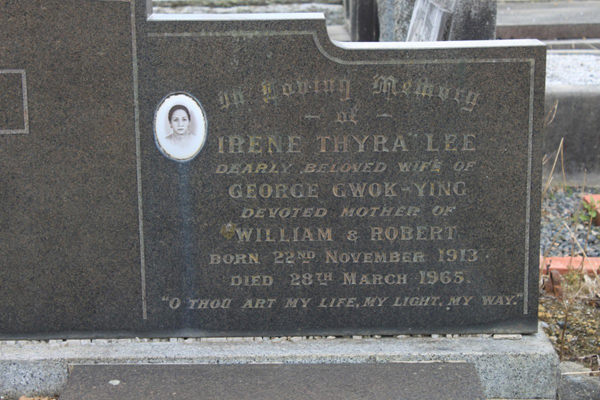 In Loving Memory
— of —
IRENE THYRA LEE
DEARLY BELOVED WIFE OF
GEORGE GWOK-YING
DEVOTED MOTHER OF
WILLIAM & ROBERT
BORN 22ND NOVEMBER 1913
DIED 28TH MARCH 1965.
"O THOU ART MY LIFE, MY LIGHT, MY WAY."